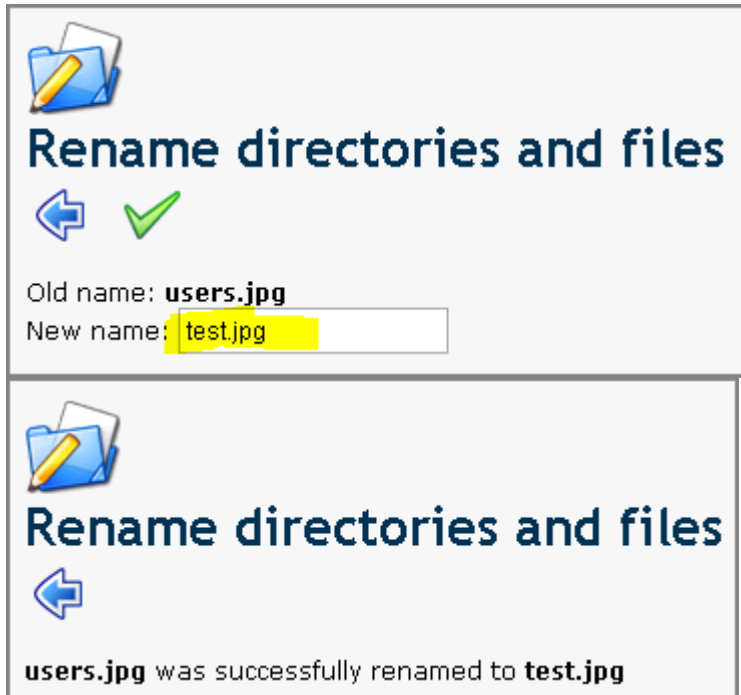 Rename directories and files
Old name: users.jpg
New name: test.jpg
Rename directories and files
users.jpg was successfully renamed to test.jpg